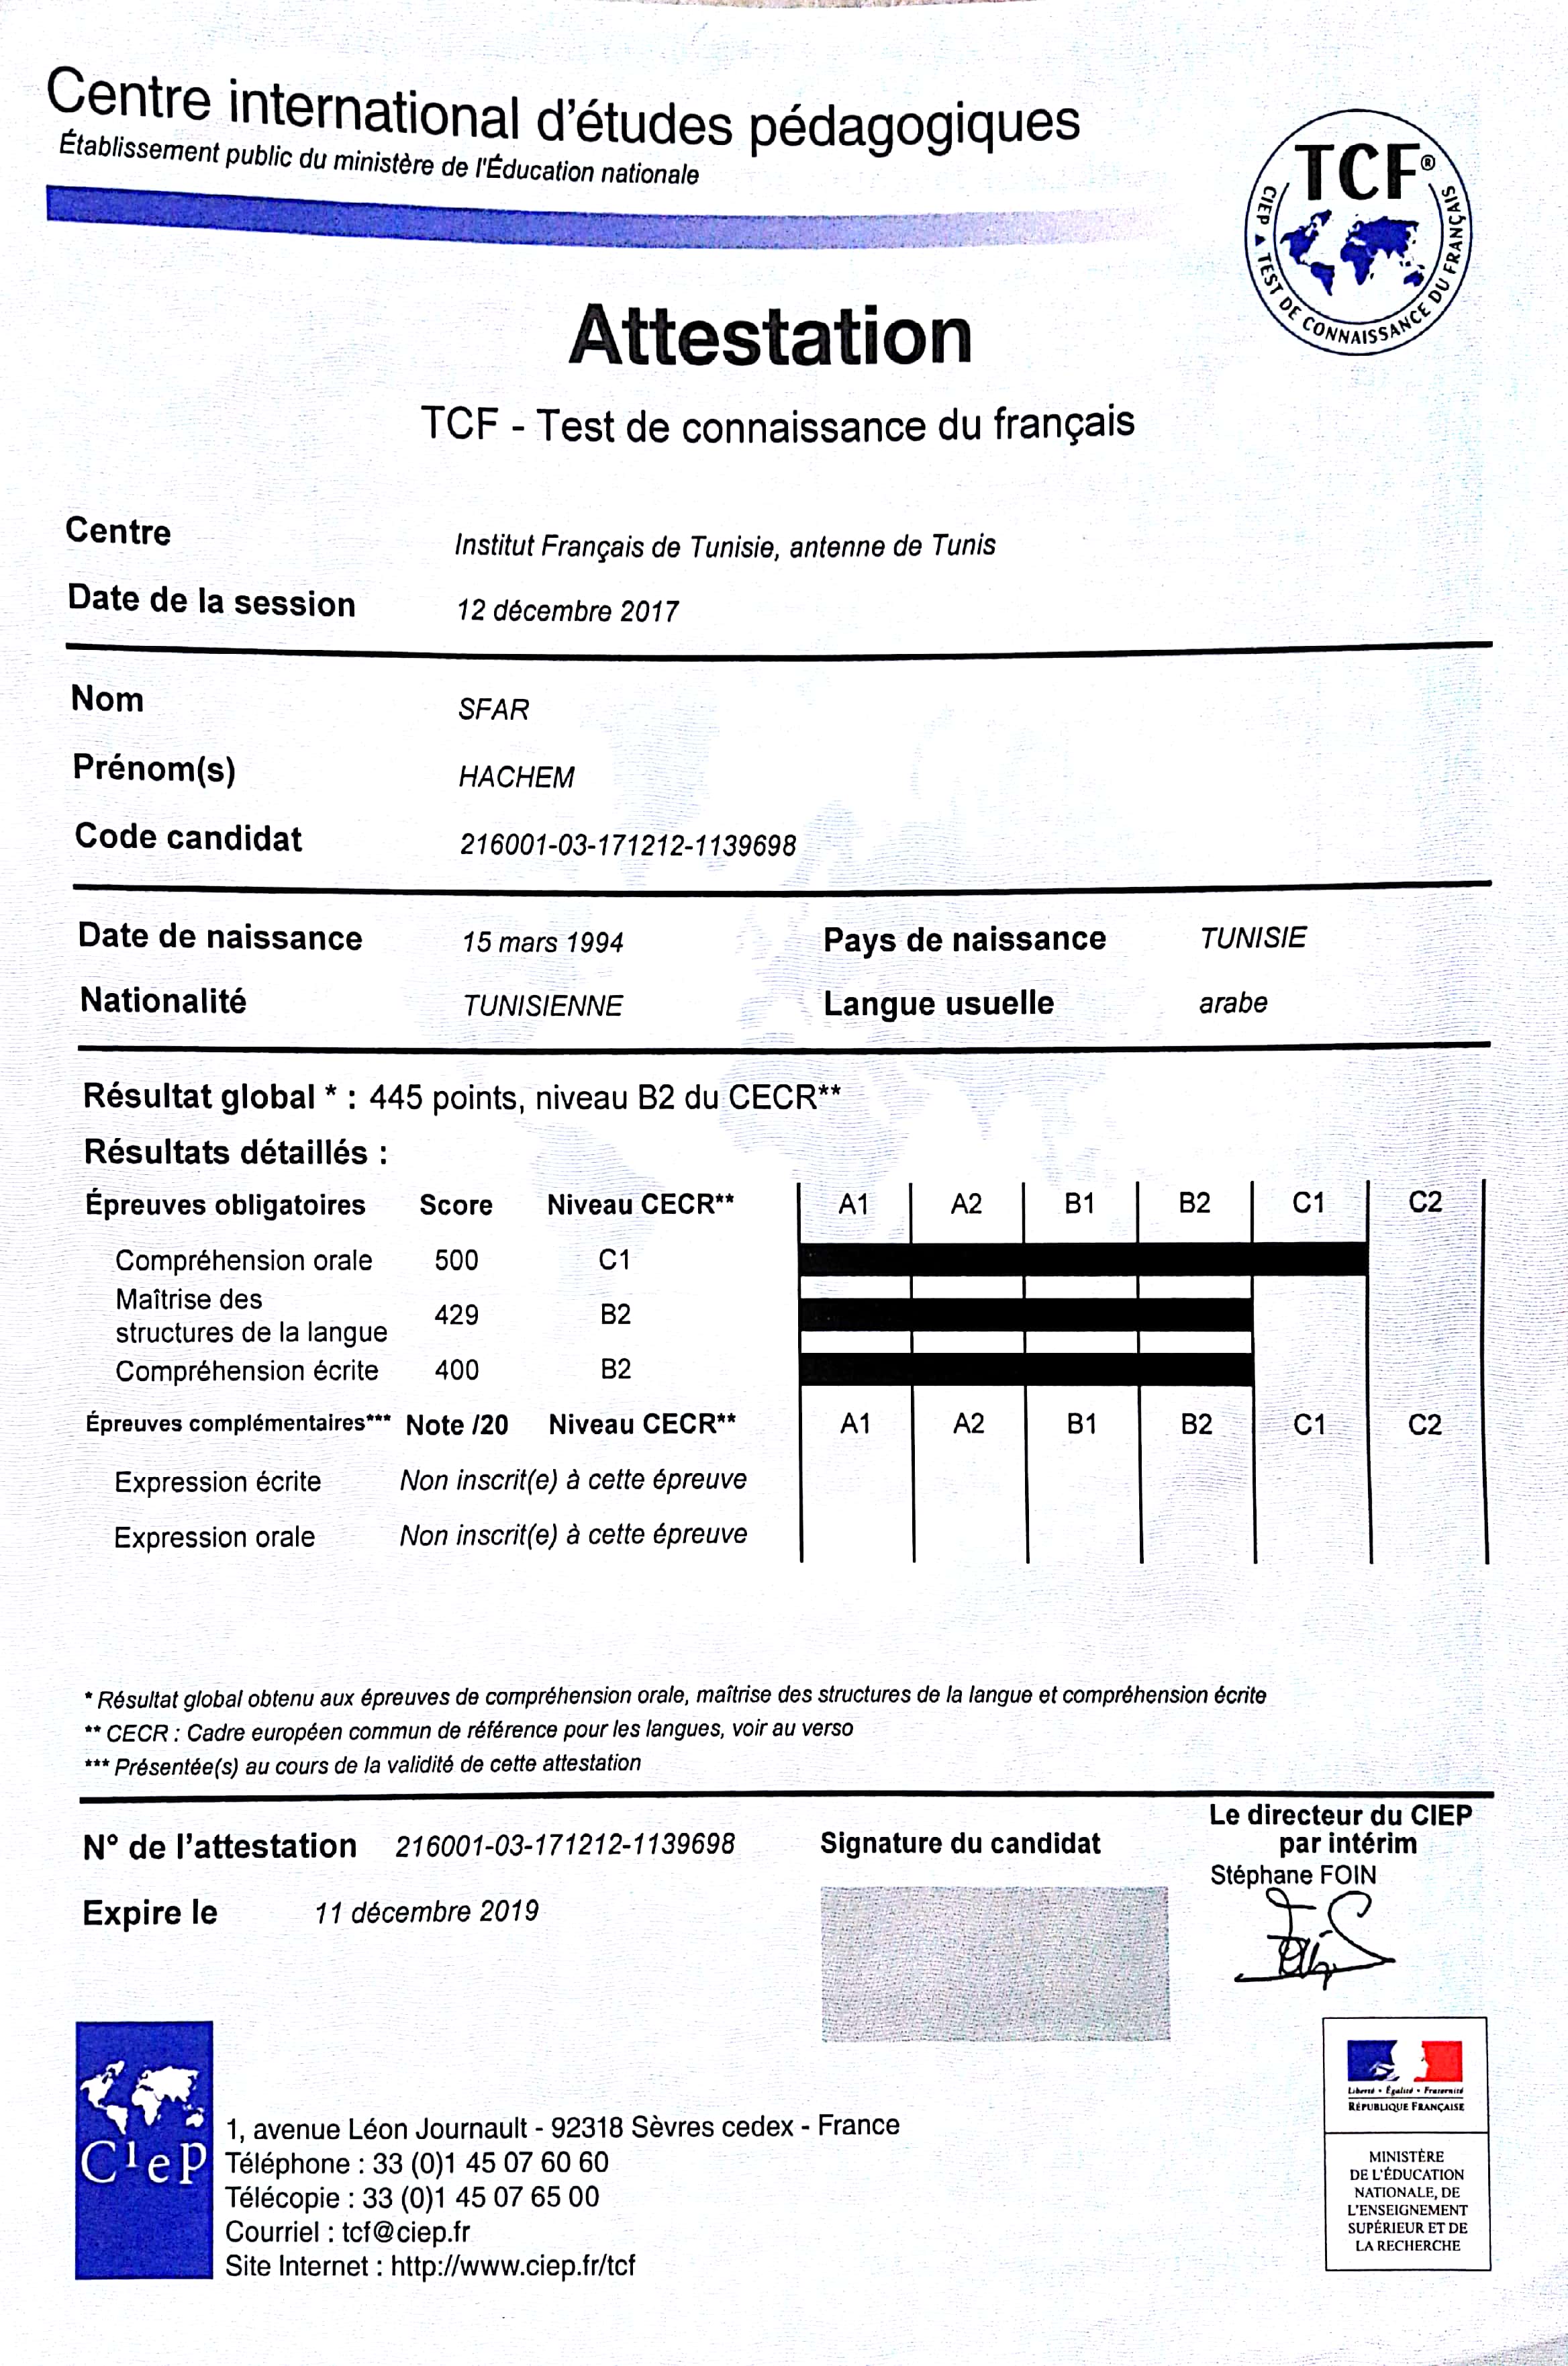 Centre international d'études pédagogiques
Établissement public du ministère de l'Éducation nationale
TCF®
CIEP ▲ TEST DE CONNAISSANCE DU FRANÇAIS
Attestation
TCF - Test de connaissance du français
Centre Institut Français de Tunisie, antenne de Tunis
Date de la session 12 décembre 2017
Nom SFAR
Prénom(s) HACHEM
Code candidat 216001-03-171212-1139698
Date de naissance 15 mars 1994 Pays de naissance TUNISIE
Nationalité TUNISIENNE Langue usuelle arabe
Résultat global * : 445 points, niveau B2 du CECR**
Résultats détaillés :
Épreuves obligatoires Score Niveau CECR** A1 A2 B1 B2 C1 C2
Compréhension orale 500 C1
Maîtrise des
structures de la langue 429 B2
Compréhension écrite 400 B2
Épreuves complémentaires*** Note /20 Niveau CECR** A1 A2 B1 B2 C1 C2
Expression écrite Non inscrit(e) à cette épreuve
Expression orale Non inscrit(e) à cette épreuve
* Résultat global obtenu aux épreuves de compréhension orale, maîtrise des structures de la langue et compréhension écrite
** CECR : Cadre européen commun de référence pour les langues, voir au verso
*** Présentée(s) au cours de la validité de cette attestation
N° de l'attestation 216001-03-171212-1139698 Signature du candidat
Le directeur du CIEP
par intérim
Stéphane FOIN
Expire le 11 décembre 2019
Ciep
1, avenue Léon Journault - 92318 Sèvres cedex - France
Téléphone : 33 (0)1 45 07 60 60
Télécopie : 33 (0)1 45 07 65 00
Courriel : tcf@ciep.fr
Site Internet : http://www.ciep.fr/tcf
Liberté • Égalité • Fraternité
RÉPUBLIQUE FRANÇAISE
MINISTÈRE
DE L'ÉDUCATION
NATIONALE, DE
L'ENSEIGNEMENT
SUPÉRIEUR ET DE
LA RECHERCHE